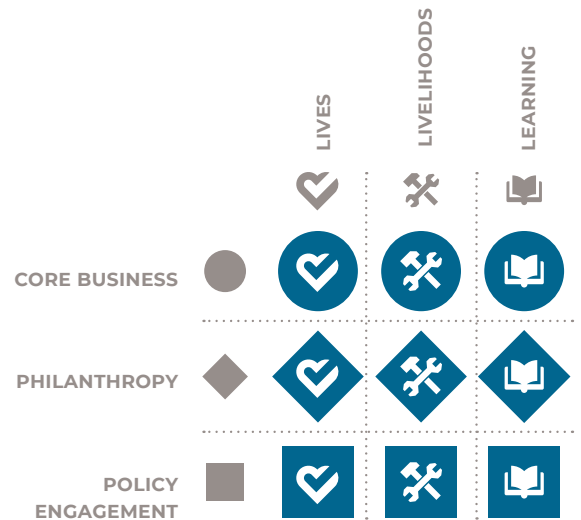 LIVES
LIVELIHOODS
LEARNING
CORE BUSINESS
PHILANTHROPY
POLICY
ENGAGEMENT